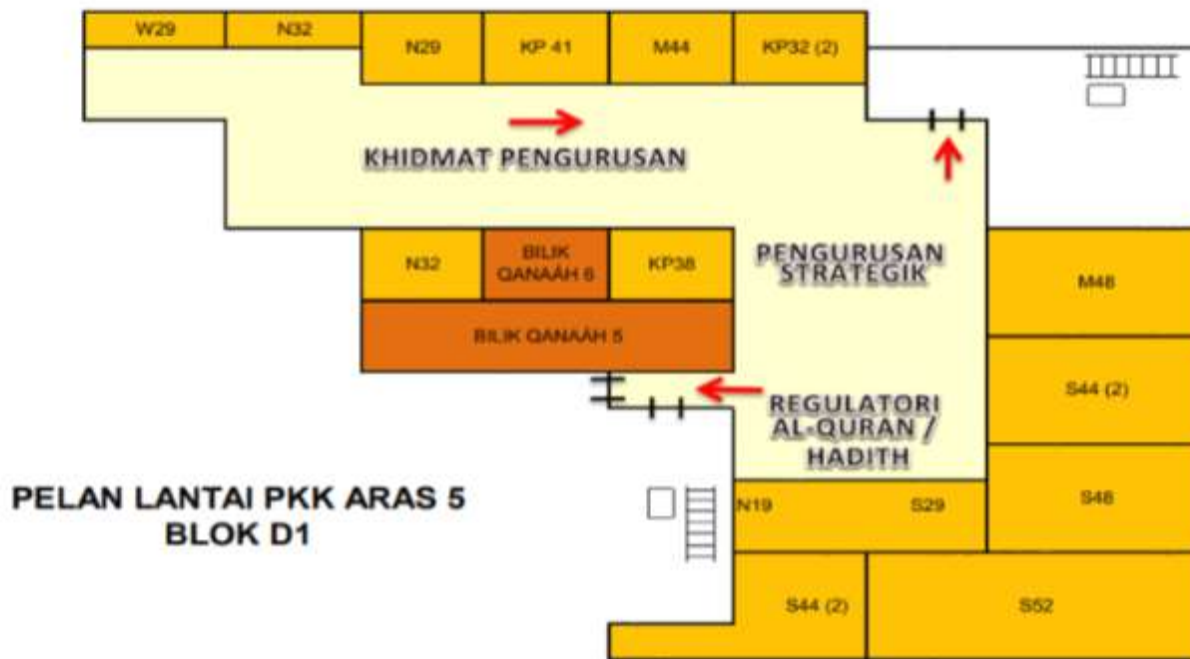 W29
N32
N29
KP 41
M44
KP32 (2)
KHIDMAT PENGURUSAN
N32
BILIK
QANAÁH 6
KP38
PENGURUSAN
STRATEGIK
M48
BILIK QANAÁH 5
S44 (2)
REGULATORI
AL-QURAN /
HADITH
PELAN LANTAI PKK ARAS 5
BLOK D1
N19
S29
S48
S44 (2)
S52